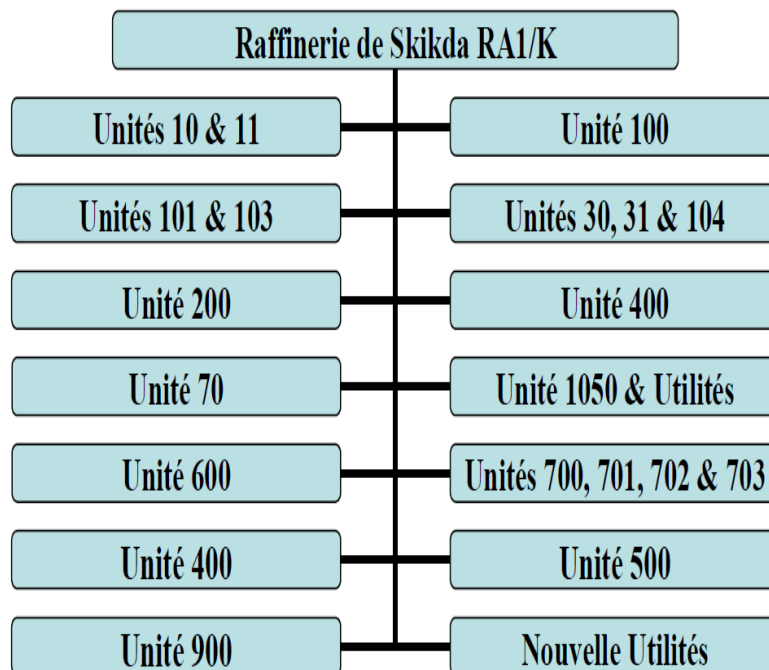 Raffinerie de Skikda RA1/K
Unités 10 & 11
Unité 100
Unités 101 & 103
Unités 30, 31 & 104
Unité 200
Unité 400
Unité 70
Unité 1050 & Utilités
Unité 600
Unités 700, 701, 702 & 703
Unité 400
Unité 500
Unité 900
Nouvelle Utilités